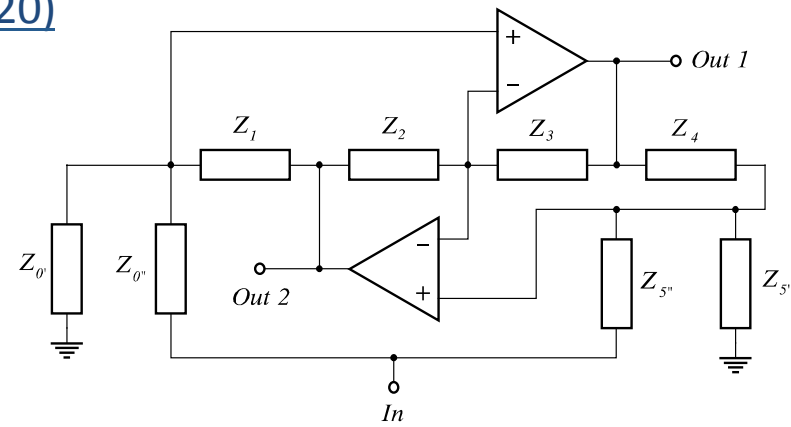 20)
+
Out 1
−
Z1
Z2
Z3
Z4
Z0'
Z0"
−
+
Out 2
Z5"
Z5'
In